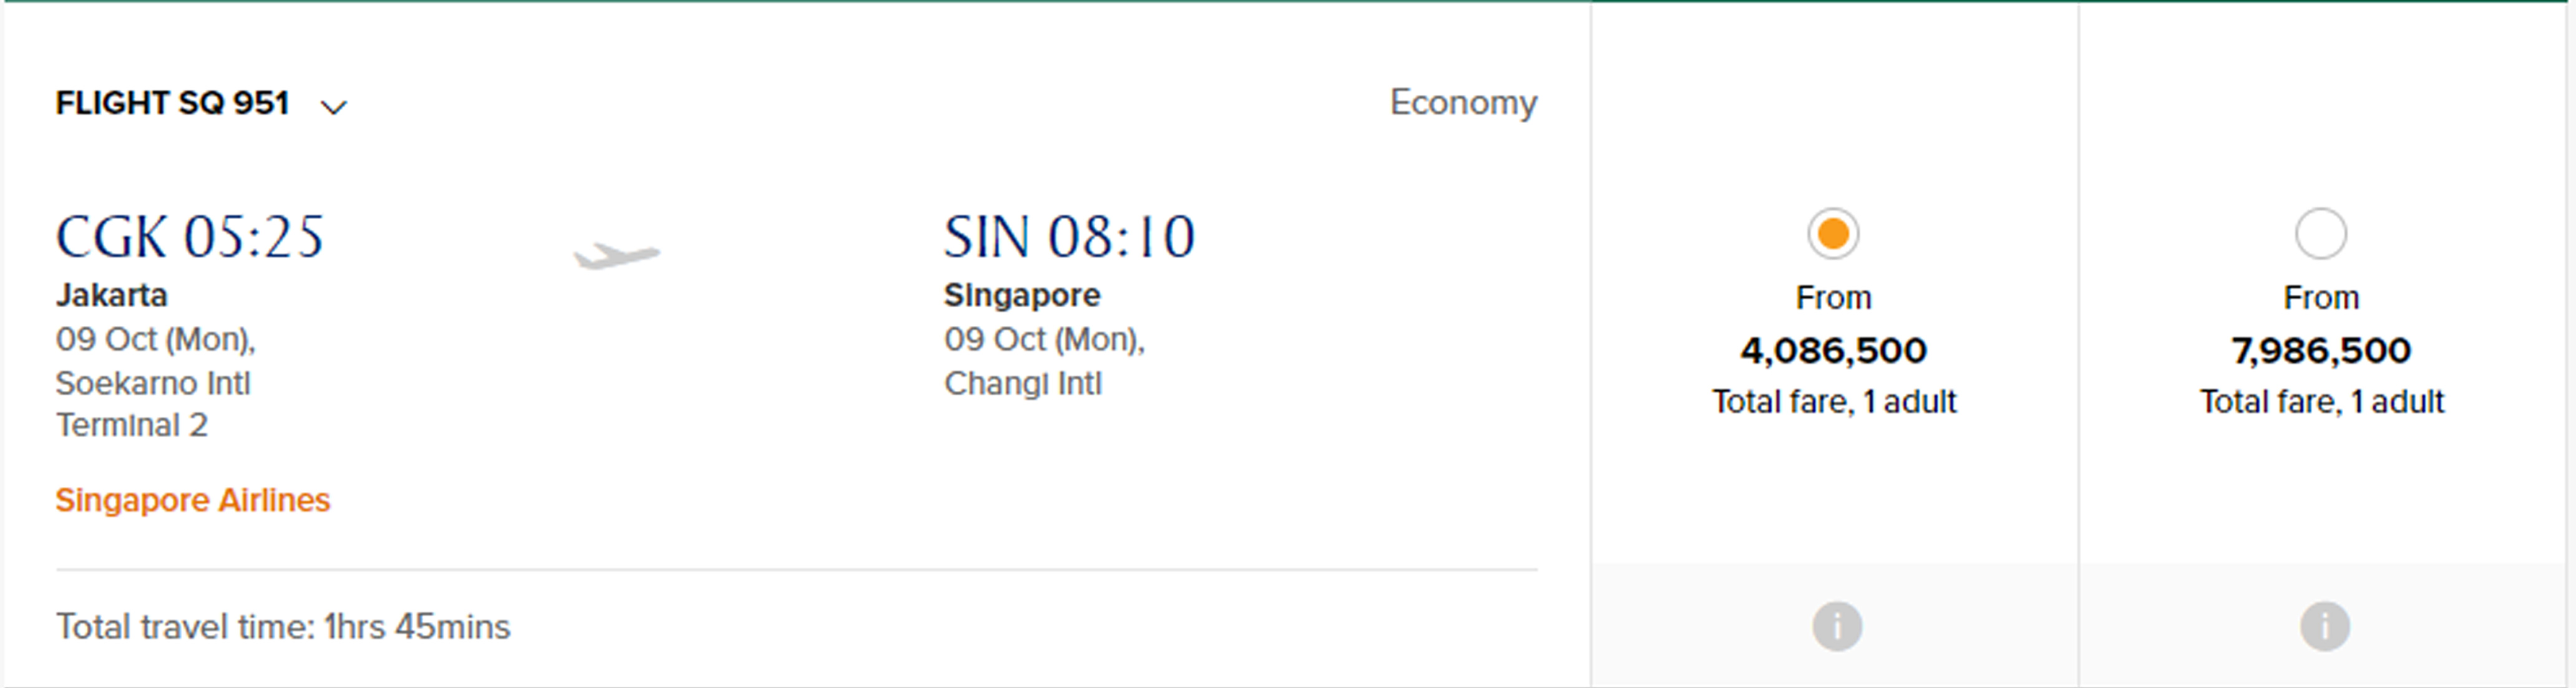 FLIGHT SQ 951
Economy
CGK 05:25
SIN 08:10
Jakarta
Singapore
09 Oct (Mon),
09 Oct (Mon),
Soekarno Intl
Changi Intl
Terminal 2
Singapore Airlines
Total travel time: 1hrs 45mins
From
4,086,500
Total fare, 1 adult
From
7,986,500
Total fare, 1 adult